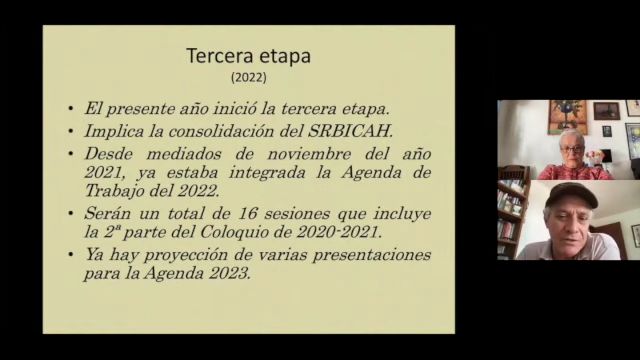 Tercera etapa
(2022)
• El presente año inició la tercera etapa.
• Implica la consolidación del SRBICAH.
• Desde mediados de noviembre del año
2021, ya estaba integrada la Agenda de
Trabajo del 2022.
• Serán un total de 16 sesiones que incluye
la 2ª parte del Coloquio de 2020-2021.
• Ya hay proyección de varias presentaciones
para la Agenda 2023.